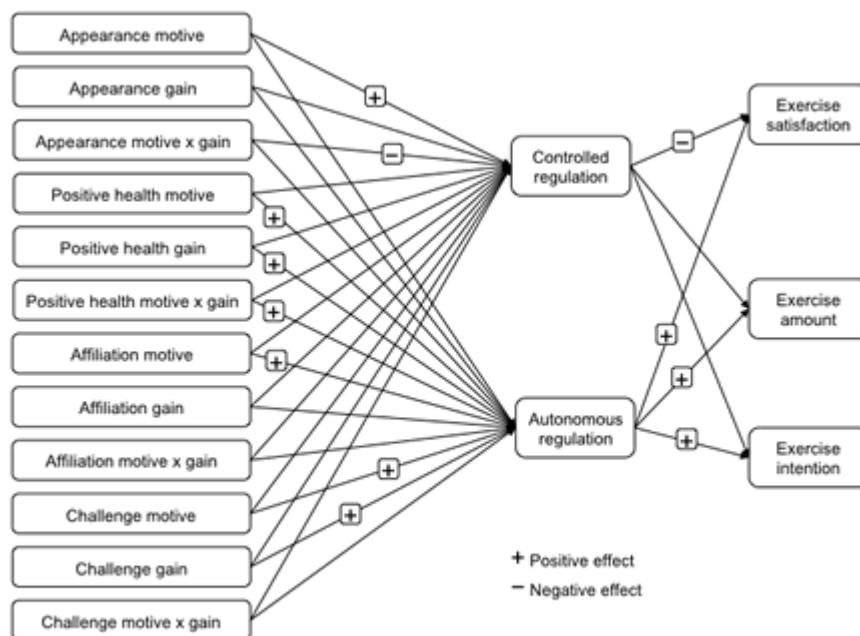 Appearance motive
Appearance gain
Appearance motive x gain
Positive health motive
Positive health gain
Positive health motive x gain
Affiliation motive
Affiliation gain
Affiliation motive x gain
Challenge motive
Challenge gain
Challenge motive x gain
+
−
+
+
+
+
+
+
Controlled
regulation
Autonomous
regulation
−
+
+
+
Exercise
satisfaction
Exercise
amount
Exercise
intention
+ Positive effect
− Negative effect